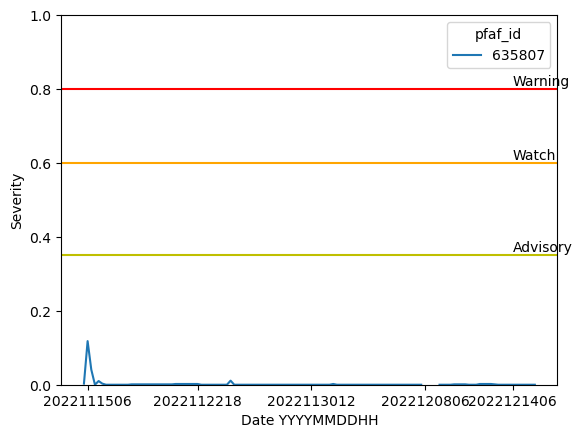 1.0
pfaf_id
635807
Warning
0.8
Watch
0.6
Severity
0.4
Advisory
0.2
0.0
2022111506 2022112218 2022113012 2022120806 2022121406
Date YYYYMMDDHH